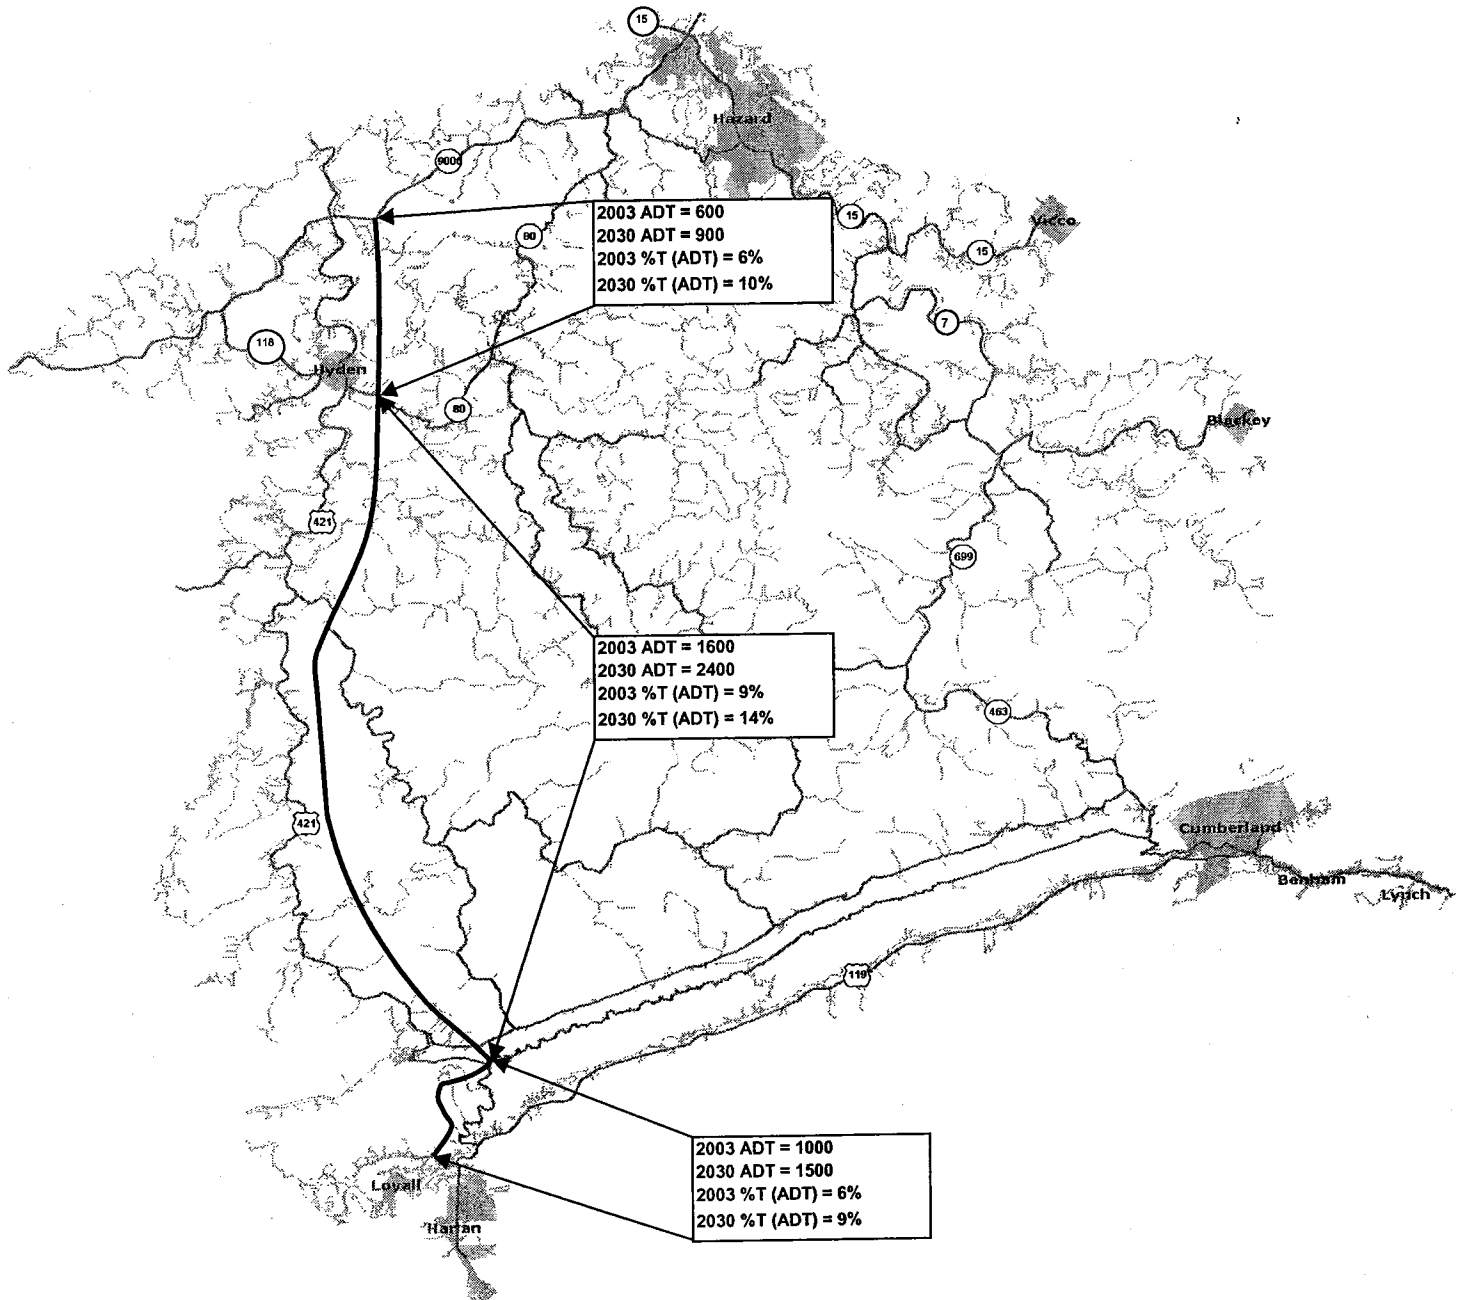 15
Hazard
9006
2003 ADT = 600
2030 ADT = 900
2003 %T (ADT) = 6%
2030 %T (ADT) = 10%
15
Vicco
80
15
7
118
Hyden
80
Blackey
421
699
2003 ADT = 1600
2030 ADT = 2400
2003 %T (ADT) = 9%
2030 %T (ADT) = 14%
463
421
Cumberland
Benham
Lynch
119
2003 ADT = 1000
2030 ADT = 1500
2003 %T (ADT) = 6%
2030 %T (ADT) = 9%
Loyall
Harlan